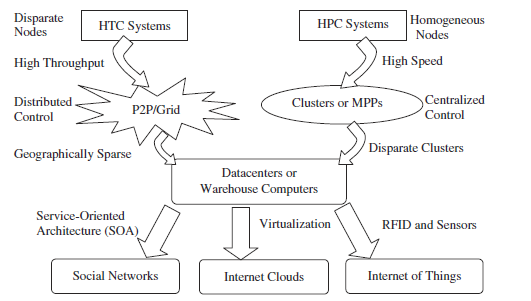 Disparate
Nodes
HTC Systems
HPC Systems
Homogeneous
Nodes
High Throughput
High Speed
Distributed
Control
P2P/Grid
Clusters or MPPs
Centralized
Control
Geographically Sparse
Disparate Clusters
Datacenters or
Warehouse Computers
Service-Oriented
Architecture (SOA)
Virtualization
RFID and Sensors
Social Networks
Internet Clouds
Internet of Things